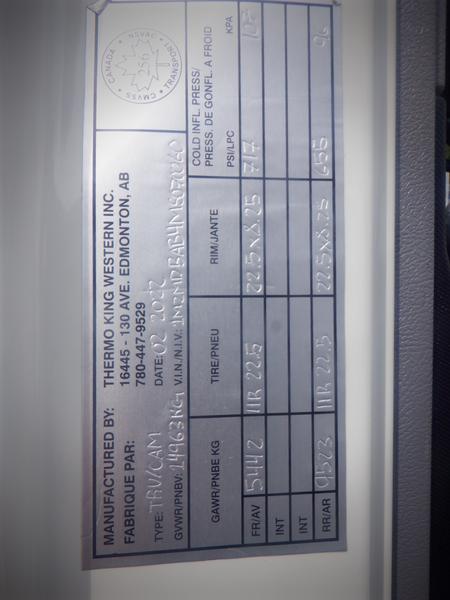 MANUFACTURED BY: THERMO KING WESTERN INC.
FABRIQUE PAR: 16445 - 130 AVE. EDMONTON, AB
780-447-9529
TYPE: TRV/CAM DATE: 02 2022
GVWR/PNBV: 14963KG V.I.N./N.I.V.:
CANADA
NSVAC
TRANSPORT
CMVSS
256
GAWR/PNBE KG TIRE/PNEU RIM/JANTE COLD INFL. PRESS/
PRESS. DE GONFL. A FROID
PSI/LPC KPA
FR/AV 5442 11R 22.5 22.5X8.25 717
INT
INT
RR/AR 9523 11R 22.5 22.5X8.25 655 96